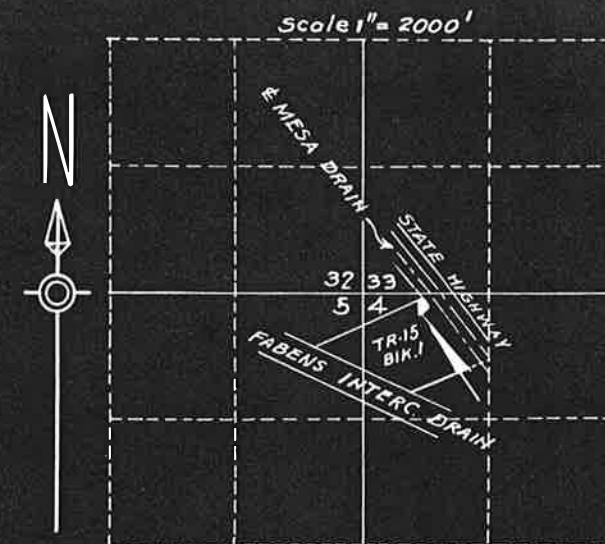 Scale 1" = 2000'
N
℄ MESA DRAIN
STATE HIGHWAY
32 33
5 4
TR. 15
BlK. 1
FABENS INTERC. DRAIN